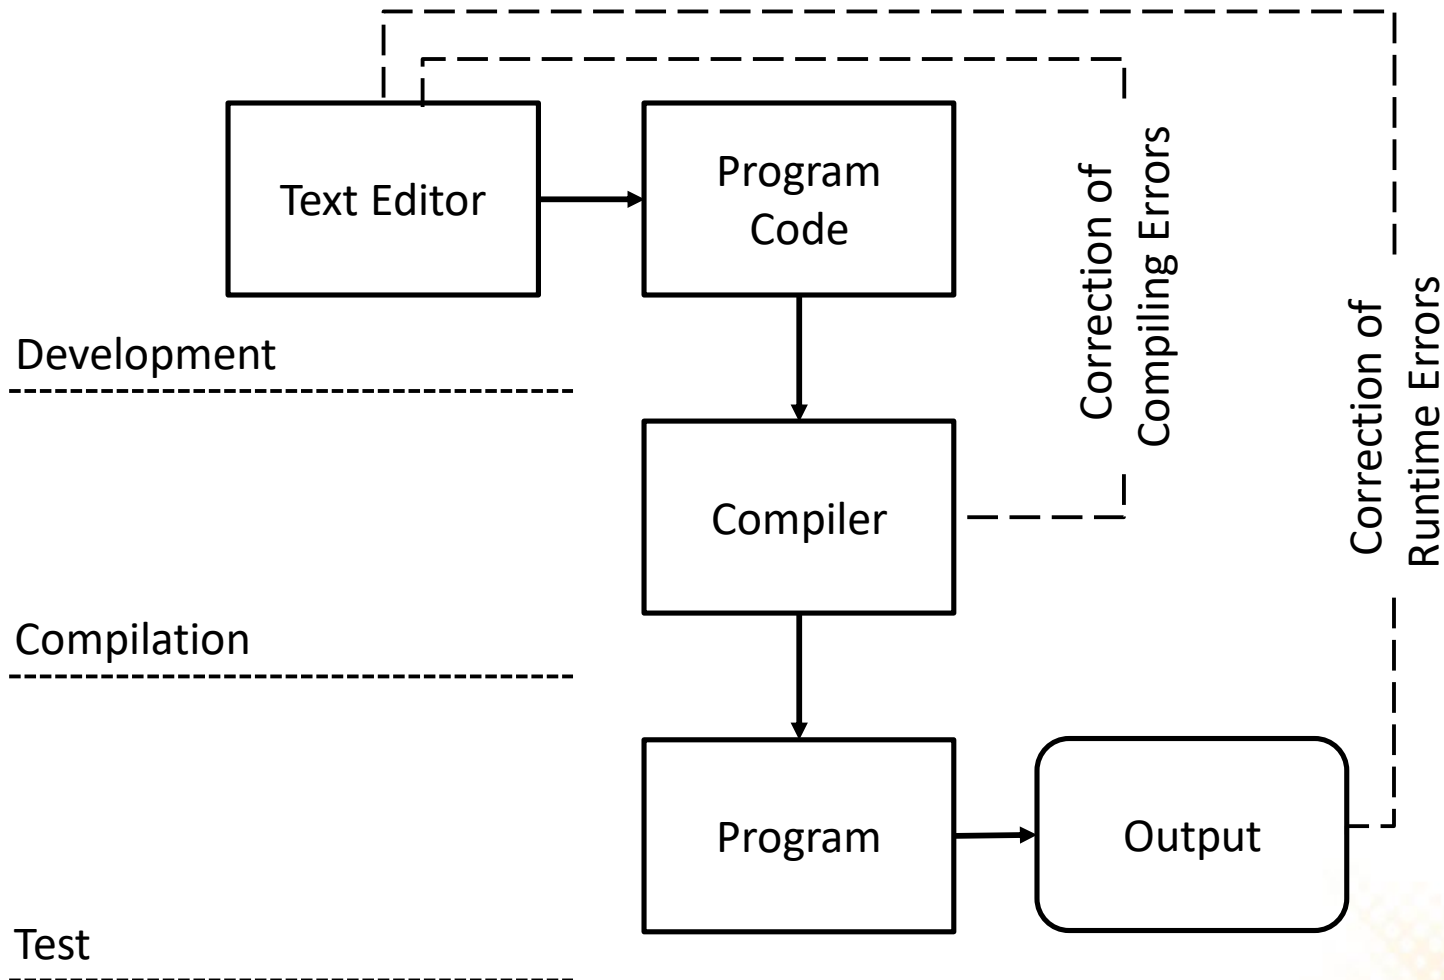 Text Editor
Program
Code
Correction of
Compiling Errors
Development
Correction of
Runtime Errors
Compiler
Compilation
Program
Output
Test